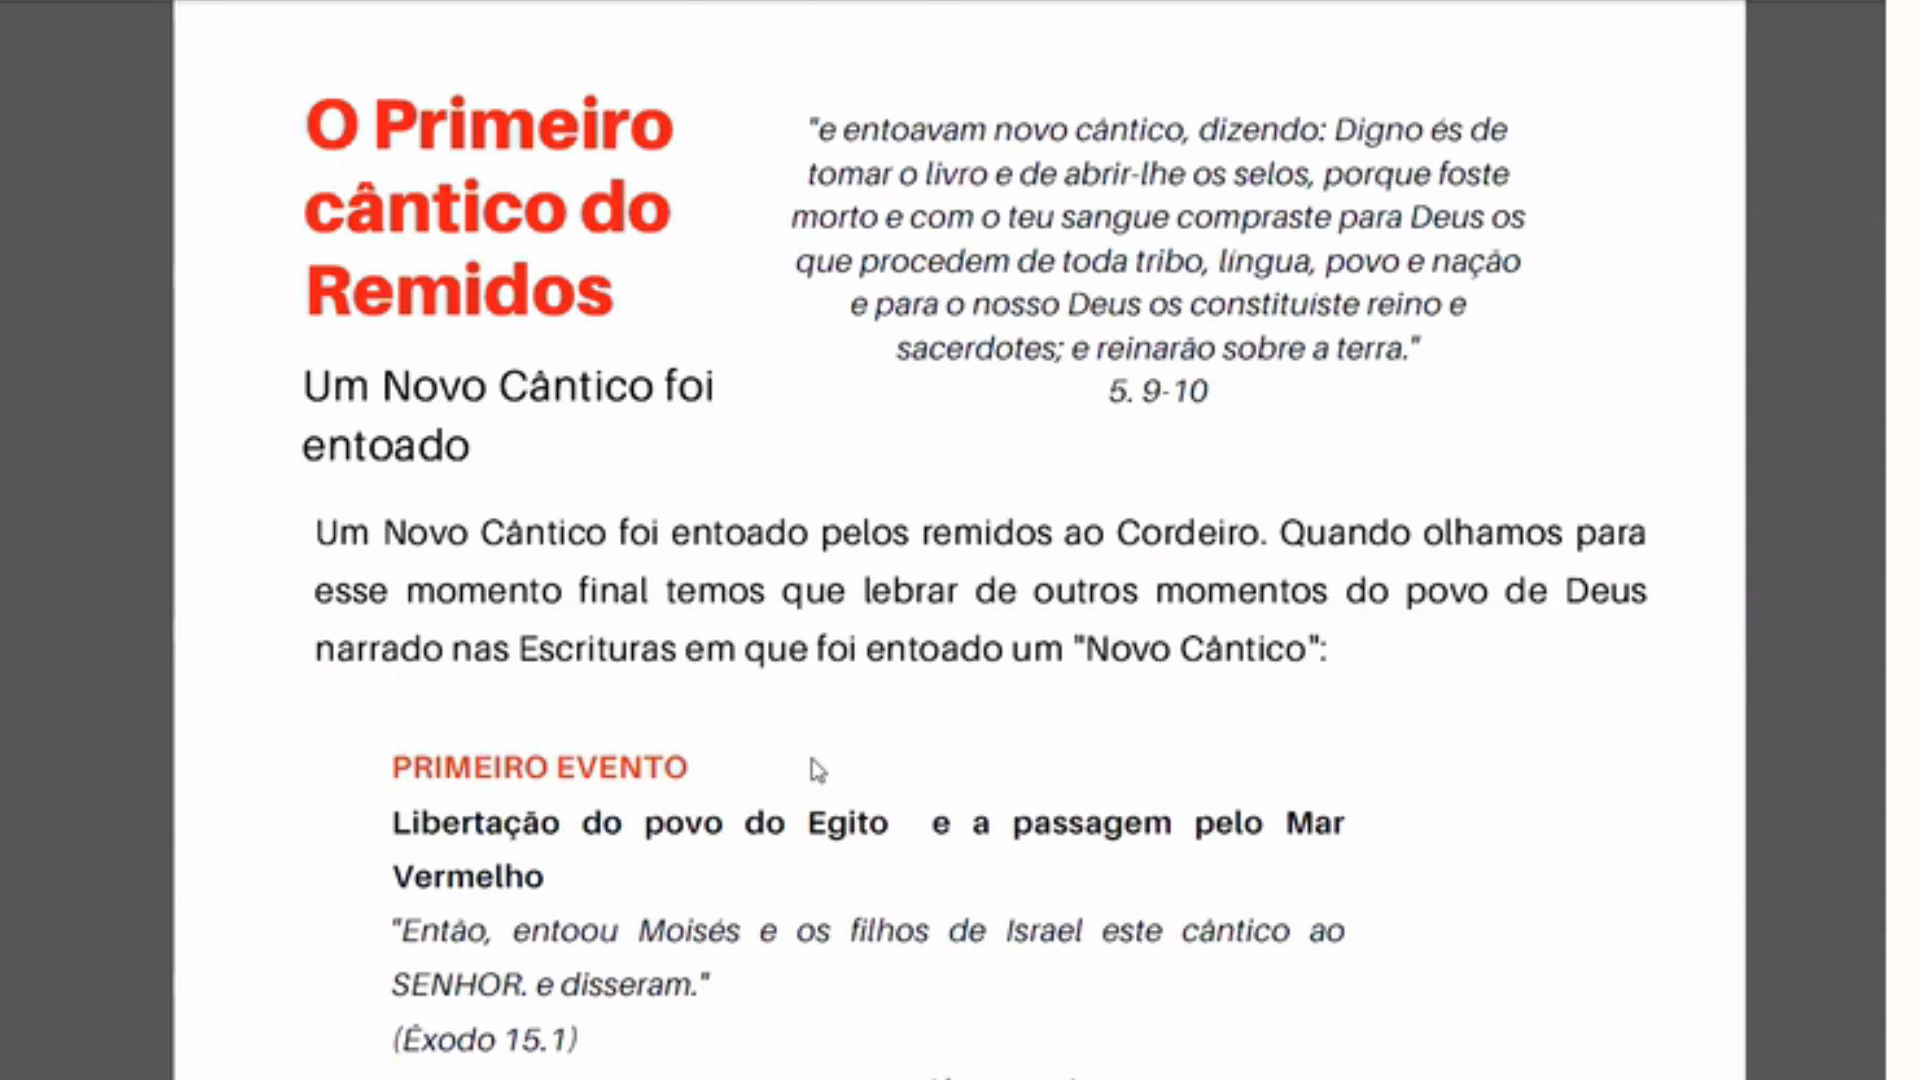 O Primeiro
cântico do
Remidos
Um Novo Cântico foi
entoado
"e entoavam novo cântico, dizendo: Digno és de
tomar o livro e de abrir-lhe os selos, porque foste
morto e com o teu sangue compraste para Deus os
que procedem de toda tribo, língua, povo e nação
e para o nosso Deus os constituíste reino e
sacerdotes; e reinarão sobre a terra."
5. 9-10
Um Novo Cântico foi entoado pelos remidos ao Cordeiro. Quando olhamos para
esse momento final temos que lebrar de outros momentos do povo de Deus
narrado nas Escrituras em que foi entoado um "Novo Cântico":
PRIMEIRO EVENTO
Libertação do povo do Egito e a passagem pelo Mar
Vermelho
"Então, entoou Moisés e os filhos de Israel este cântico ao
SENHOR. e disseram."
(Êxodo 15.1)